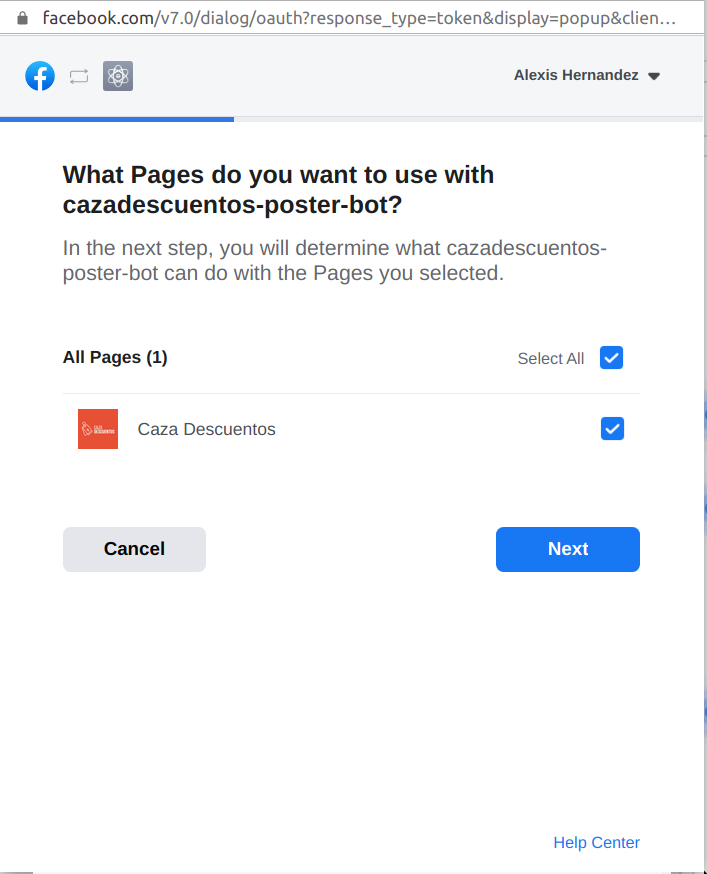 facebook.com/v7.0/dialog/oauth?response_type=token&display=popup&clien...
Alexis Hernandez
What Pages do you want to use with
cazadescuentos-poster-bot?
In the next step, you will determine what cazadescuentos-
poster-bot can do with the Pages you selected.
All Pages (1)
Select All
Caza Descuentos
Cancel
Next
Help Center